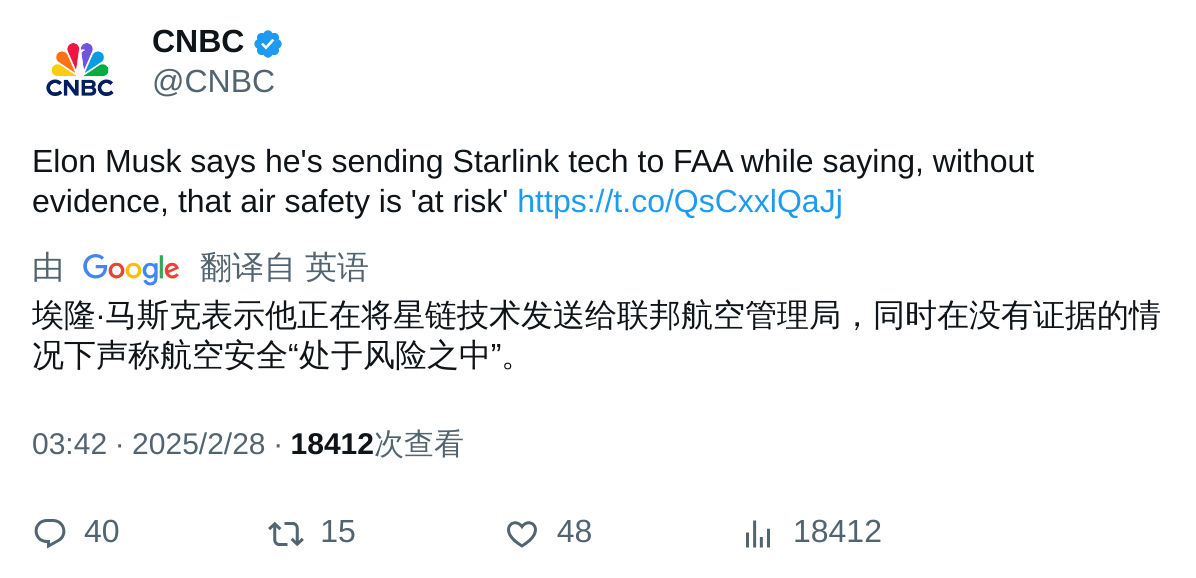 CNBC
CNBC
@CNBC
Elon Musk says he's sending Starlink tech to FAA while saying, without
evidence, that air safety is 'at risk' https://t.co/QsCxxlQaJj
由 Google 翻译自 英语
埃隆·马斯克表示他正在将星链技术发送给联邦航空管理局，同时在没有证据的情
况下声称航空安全“处于风险之中”。
03:42 · 2025/2/28 · 18412次查看
40 15 48 18412